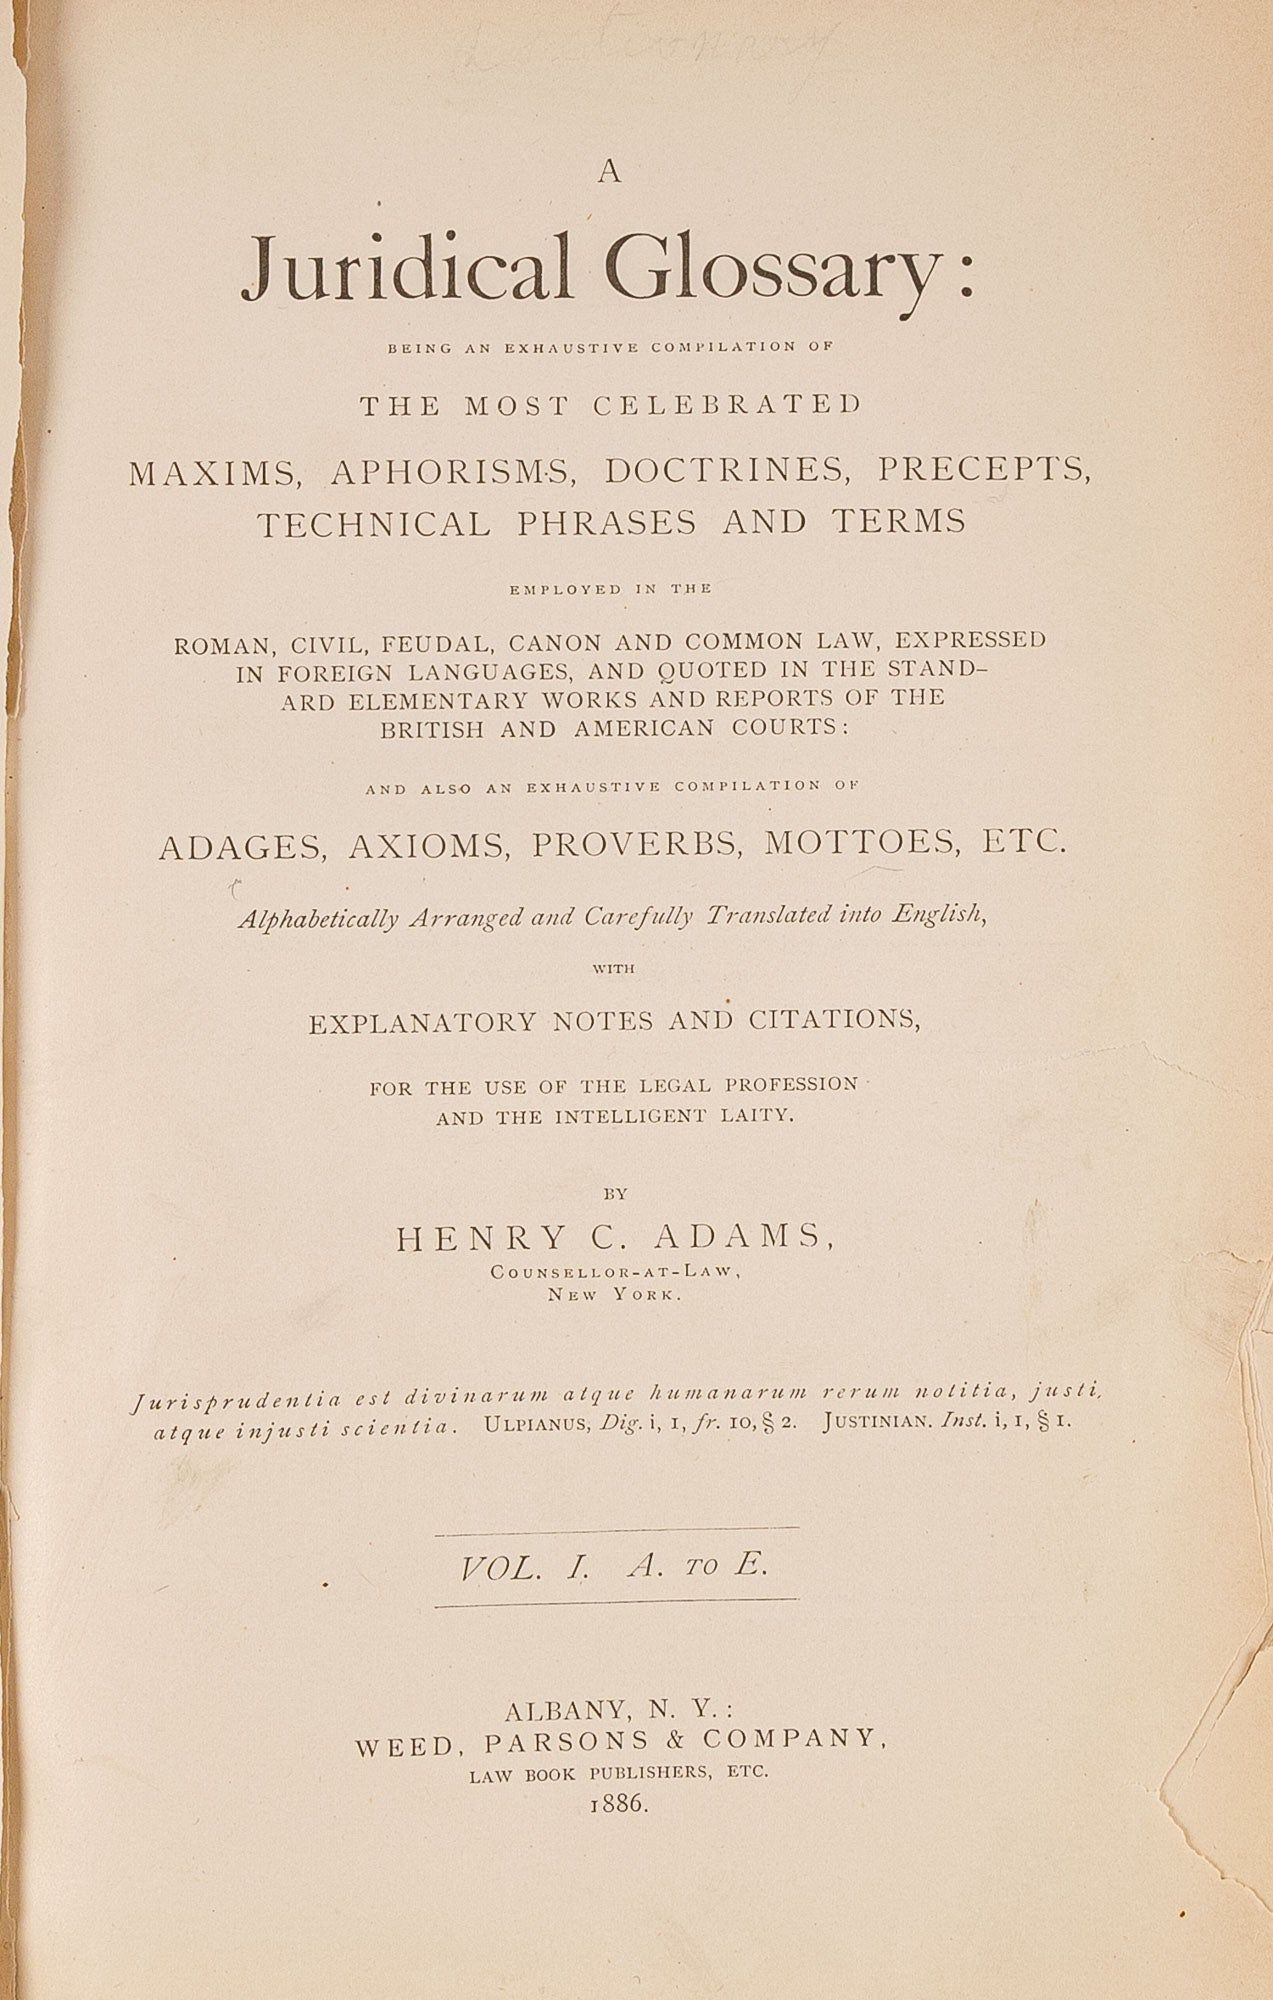 A
Juridical Glossary:
BEING AN EXHAUSTIVE COMPILATION OF
THE MOST CELEBRATED
MAXIMS, APHORISMS, DOCTRINES, PRECEPTS,
TECHNICAL PHRASES AND TERMS
EMPLOYED IN THE
ROMAN, CIVIL, FEUDAL, CANON AND COMMON LAW, EXPRESSED
IN FOREIGN LANGUAGES, AND QUOTED IN THE STAND-
ARD ELEMENTARY WORKS AND REPORTS OF THE
BRITISH AND AMERICAN COURTS:
AND ALSO AN EXHAUSTIVE COMPILATION OF
ADAGES, AXIOMS, PROVERBS, MOTTOES, ETC.
Alphabetically Arranged and Carefully Translated into English,
WITH
EXPLANATORY NOTES AND CITATIONS,
FOR THE USE OF THE LEGAL PROFESSION
AND THE INTELLIGENT LAITY.
BY
HENRY C. ADAMS,
COUNSELLOR-AT-LAW,
NEW YORK.
Jurisprudentia est divinarum atque humanarum rerum notitia, justi,
atque injusti scientia. ULPIANUS, Dig. i, 1, fr. 10, § 2. JUSTINIAN. Inst. i, 1, § 1.
VOL. I. A. TO E.
ALBANY, N. Y.:
WEED, PARSONS & COMPANY,
LAW BOOK PUBLISHERS, ETC.
1886.